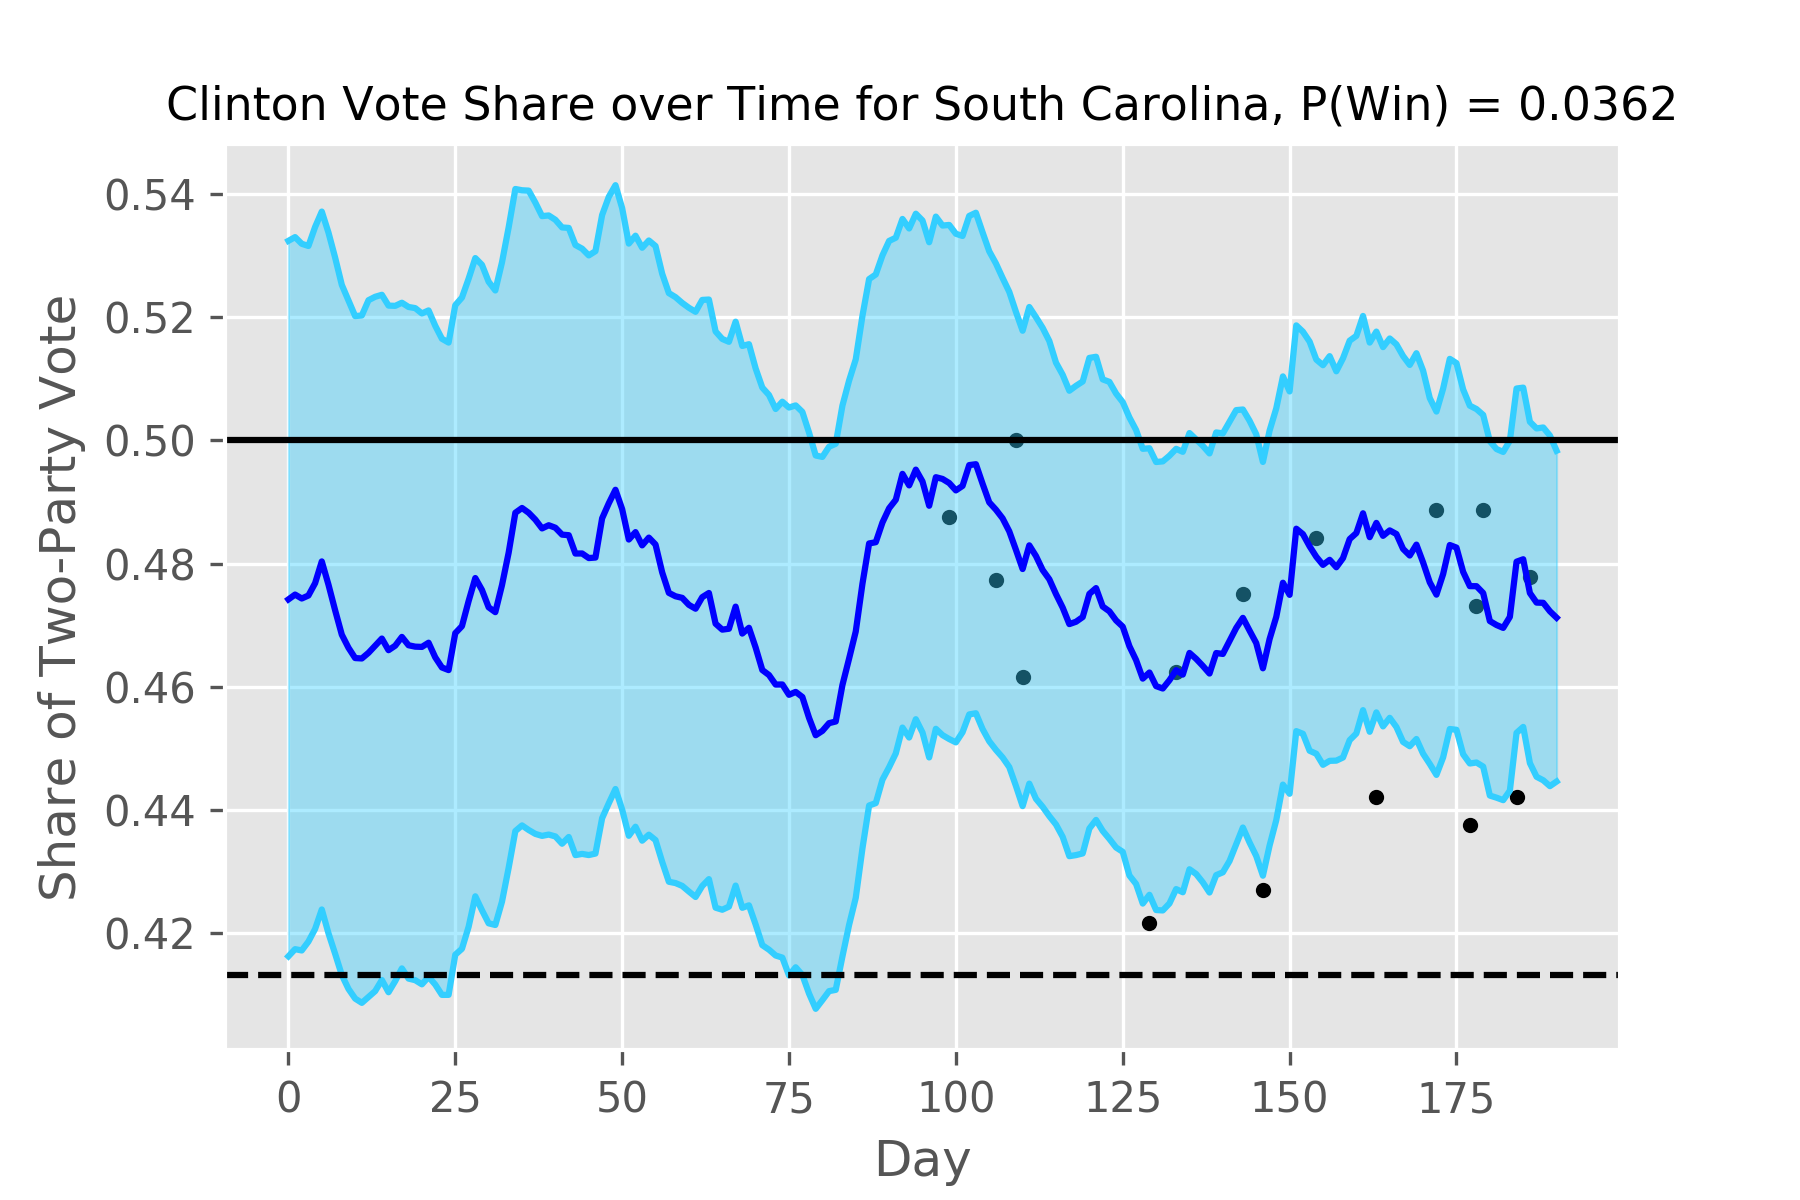 Clinton Vote Share over Time for South Carolina, P(Win) = 0.0362
Share of Two-Party Vote
0.54
0.52
0.50
0.48
0.46
0.44
0.42
0 25 50 75 100 125 150 175
Day